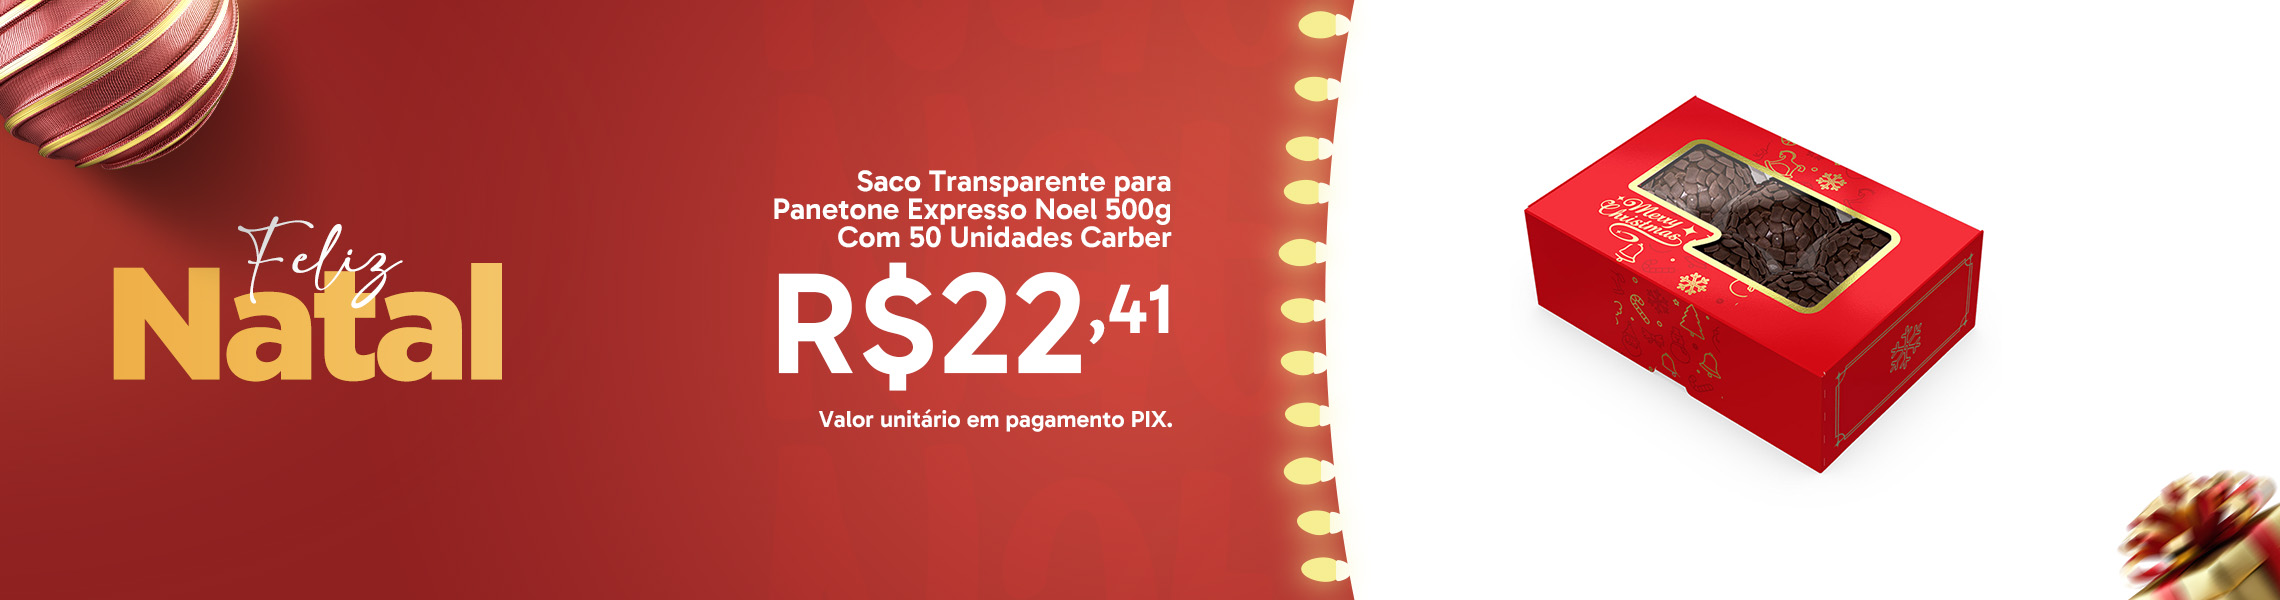 Feliz
Natal
Saco Transparente para
Panetone Expresso Noel 500g
Com 50 Unidades Carber
R$22,41
Valor unitário em pagamento PIX.
Merry
Christmas